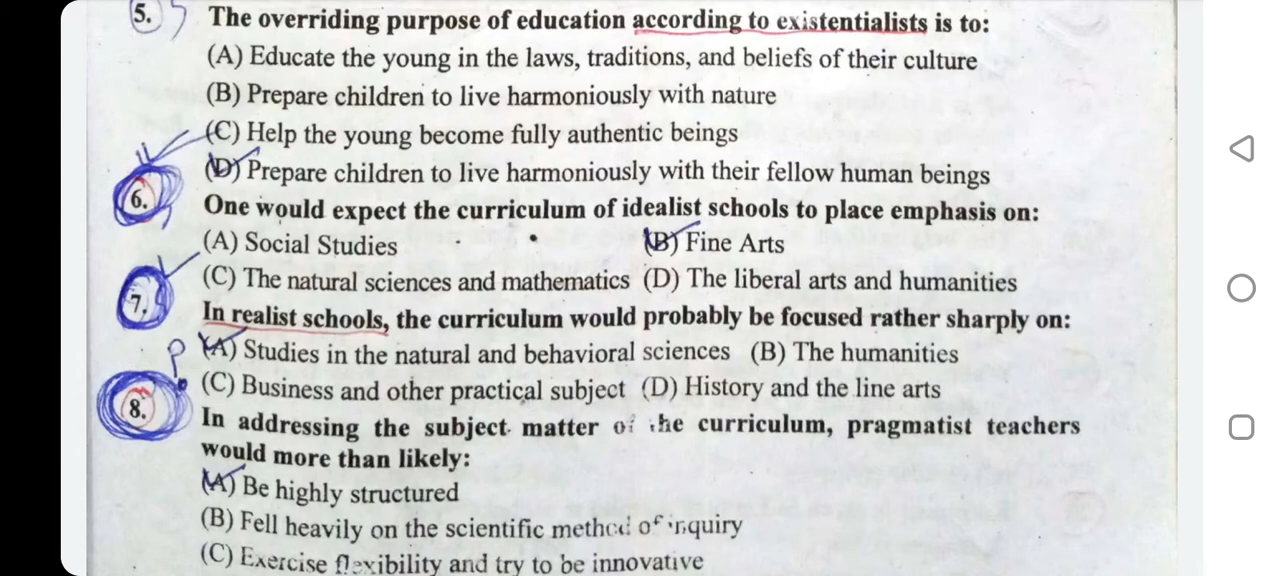 5. The overriding purpose of education according to existentialists is to:
(A) Educate the young in the laws, traditions, and beliefs of their culture
(B) Prepare children to live harmoniously with nature
(C) Help the young become fully authentic beings
(D) Prepare children to live harmoniously with their fellow human beings
6. One would expect the curriculum of idealist schools to place emphasis on:
(A) Social Studies (B) Fine Arts
(C) The natural sciences and mathematics (D) The liberal arts and humanities
7. In realist schools, the curriculum would probably be focused rather sharply on:
(A) Studies in the natural and behavioral sciences (B) The humanities
(C) Business and other practical subject (D) History and the line arts
8. In addressing the subject matter of the curriculum, pragmatist teachers
would more than likely:
(A) Be highly structured
(B) Fell heavily on the scientific method of inquiry
(C) Exercise flexibility and try to be innovative